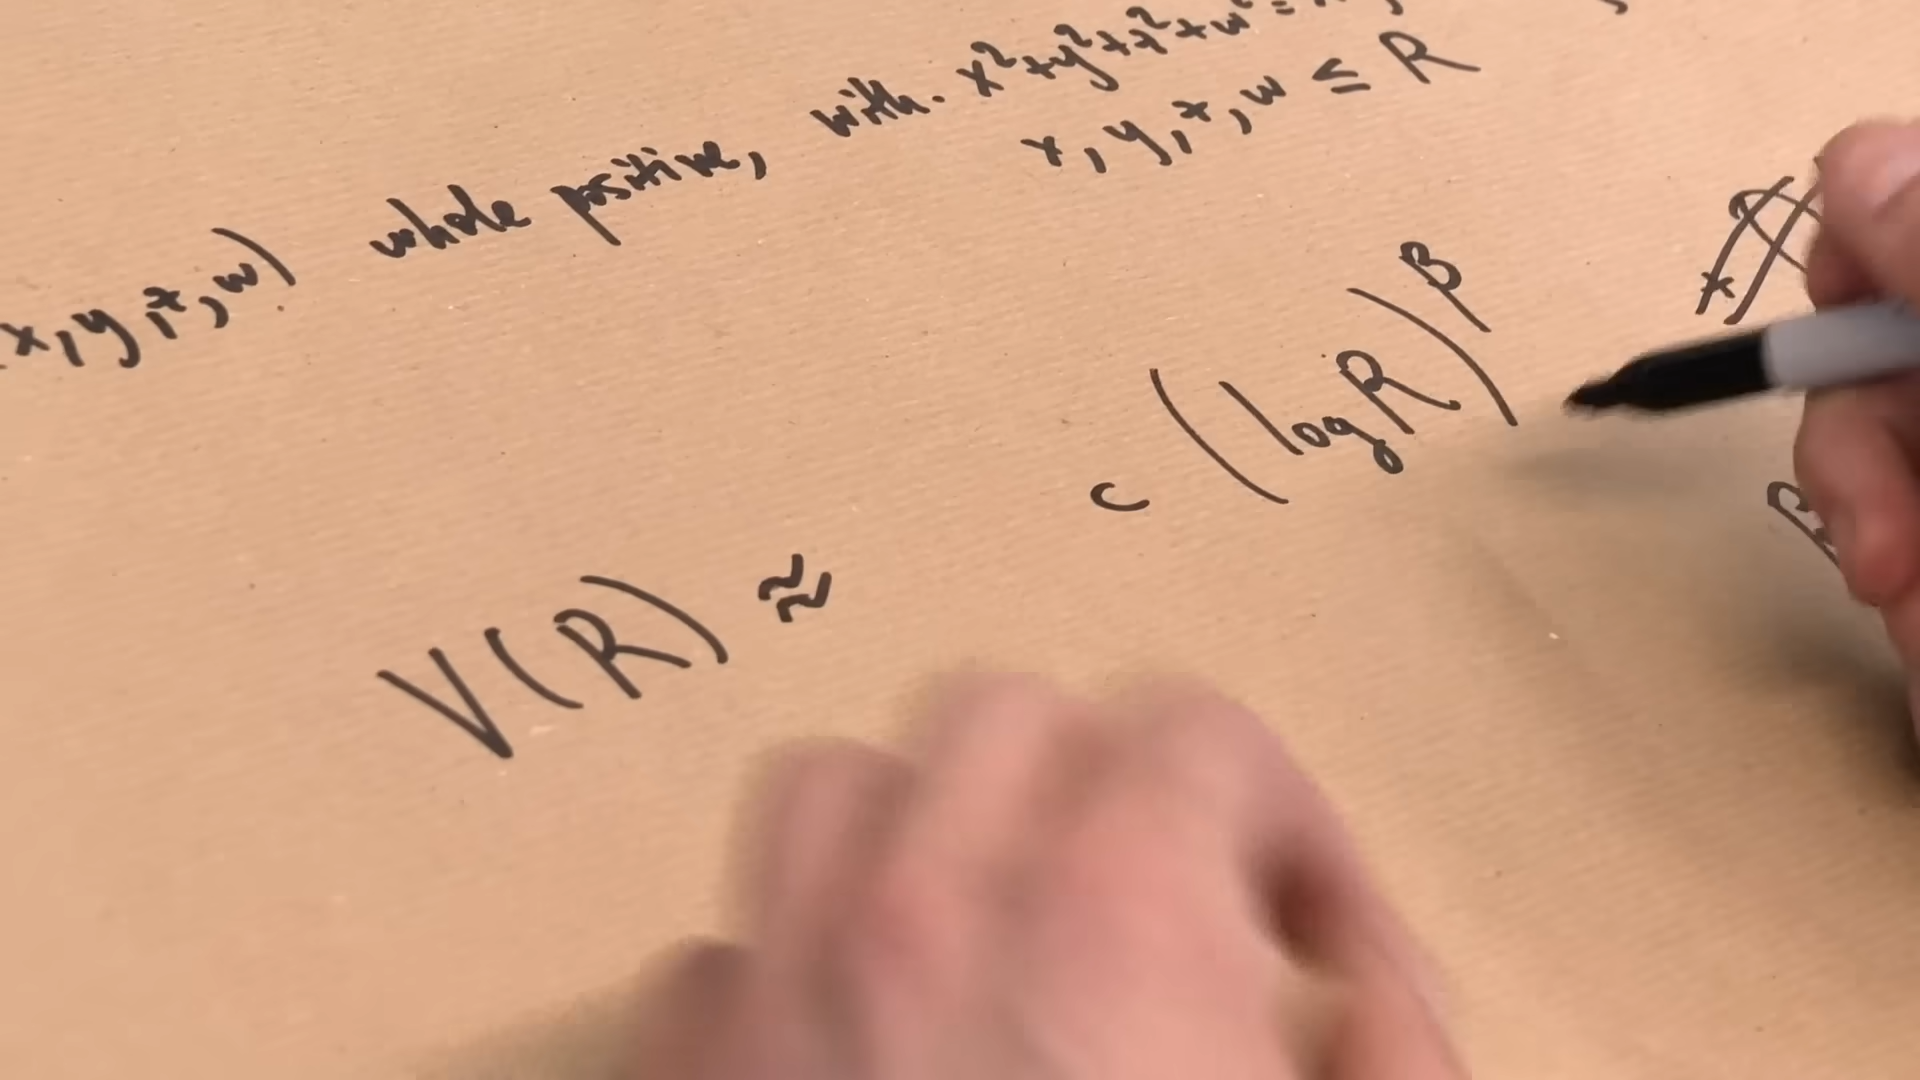 (x,y,z,w) whole positive, with. x²+y²+z²+w² =
x,y,z,w ≤ R
V(R) ≈ c (log R)^β